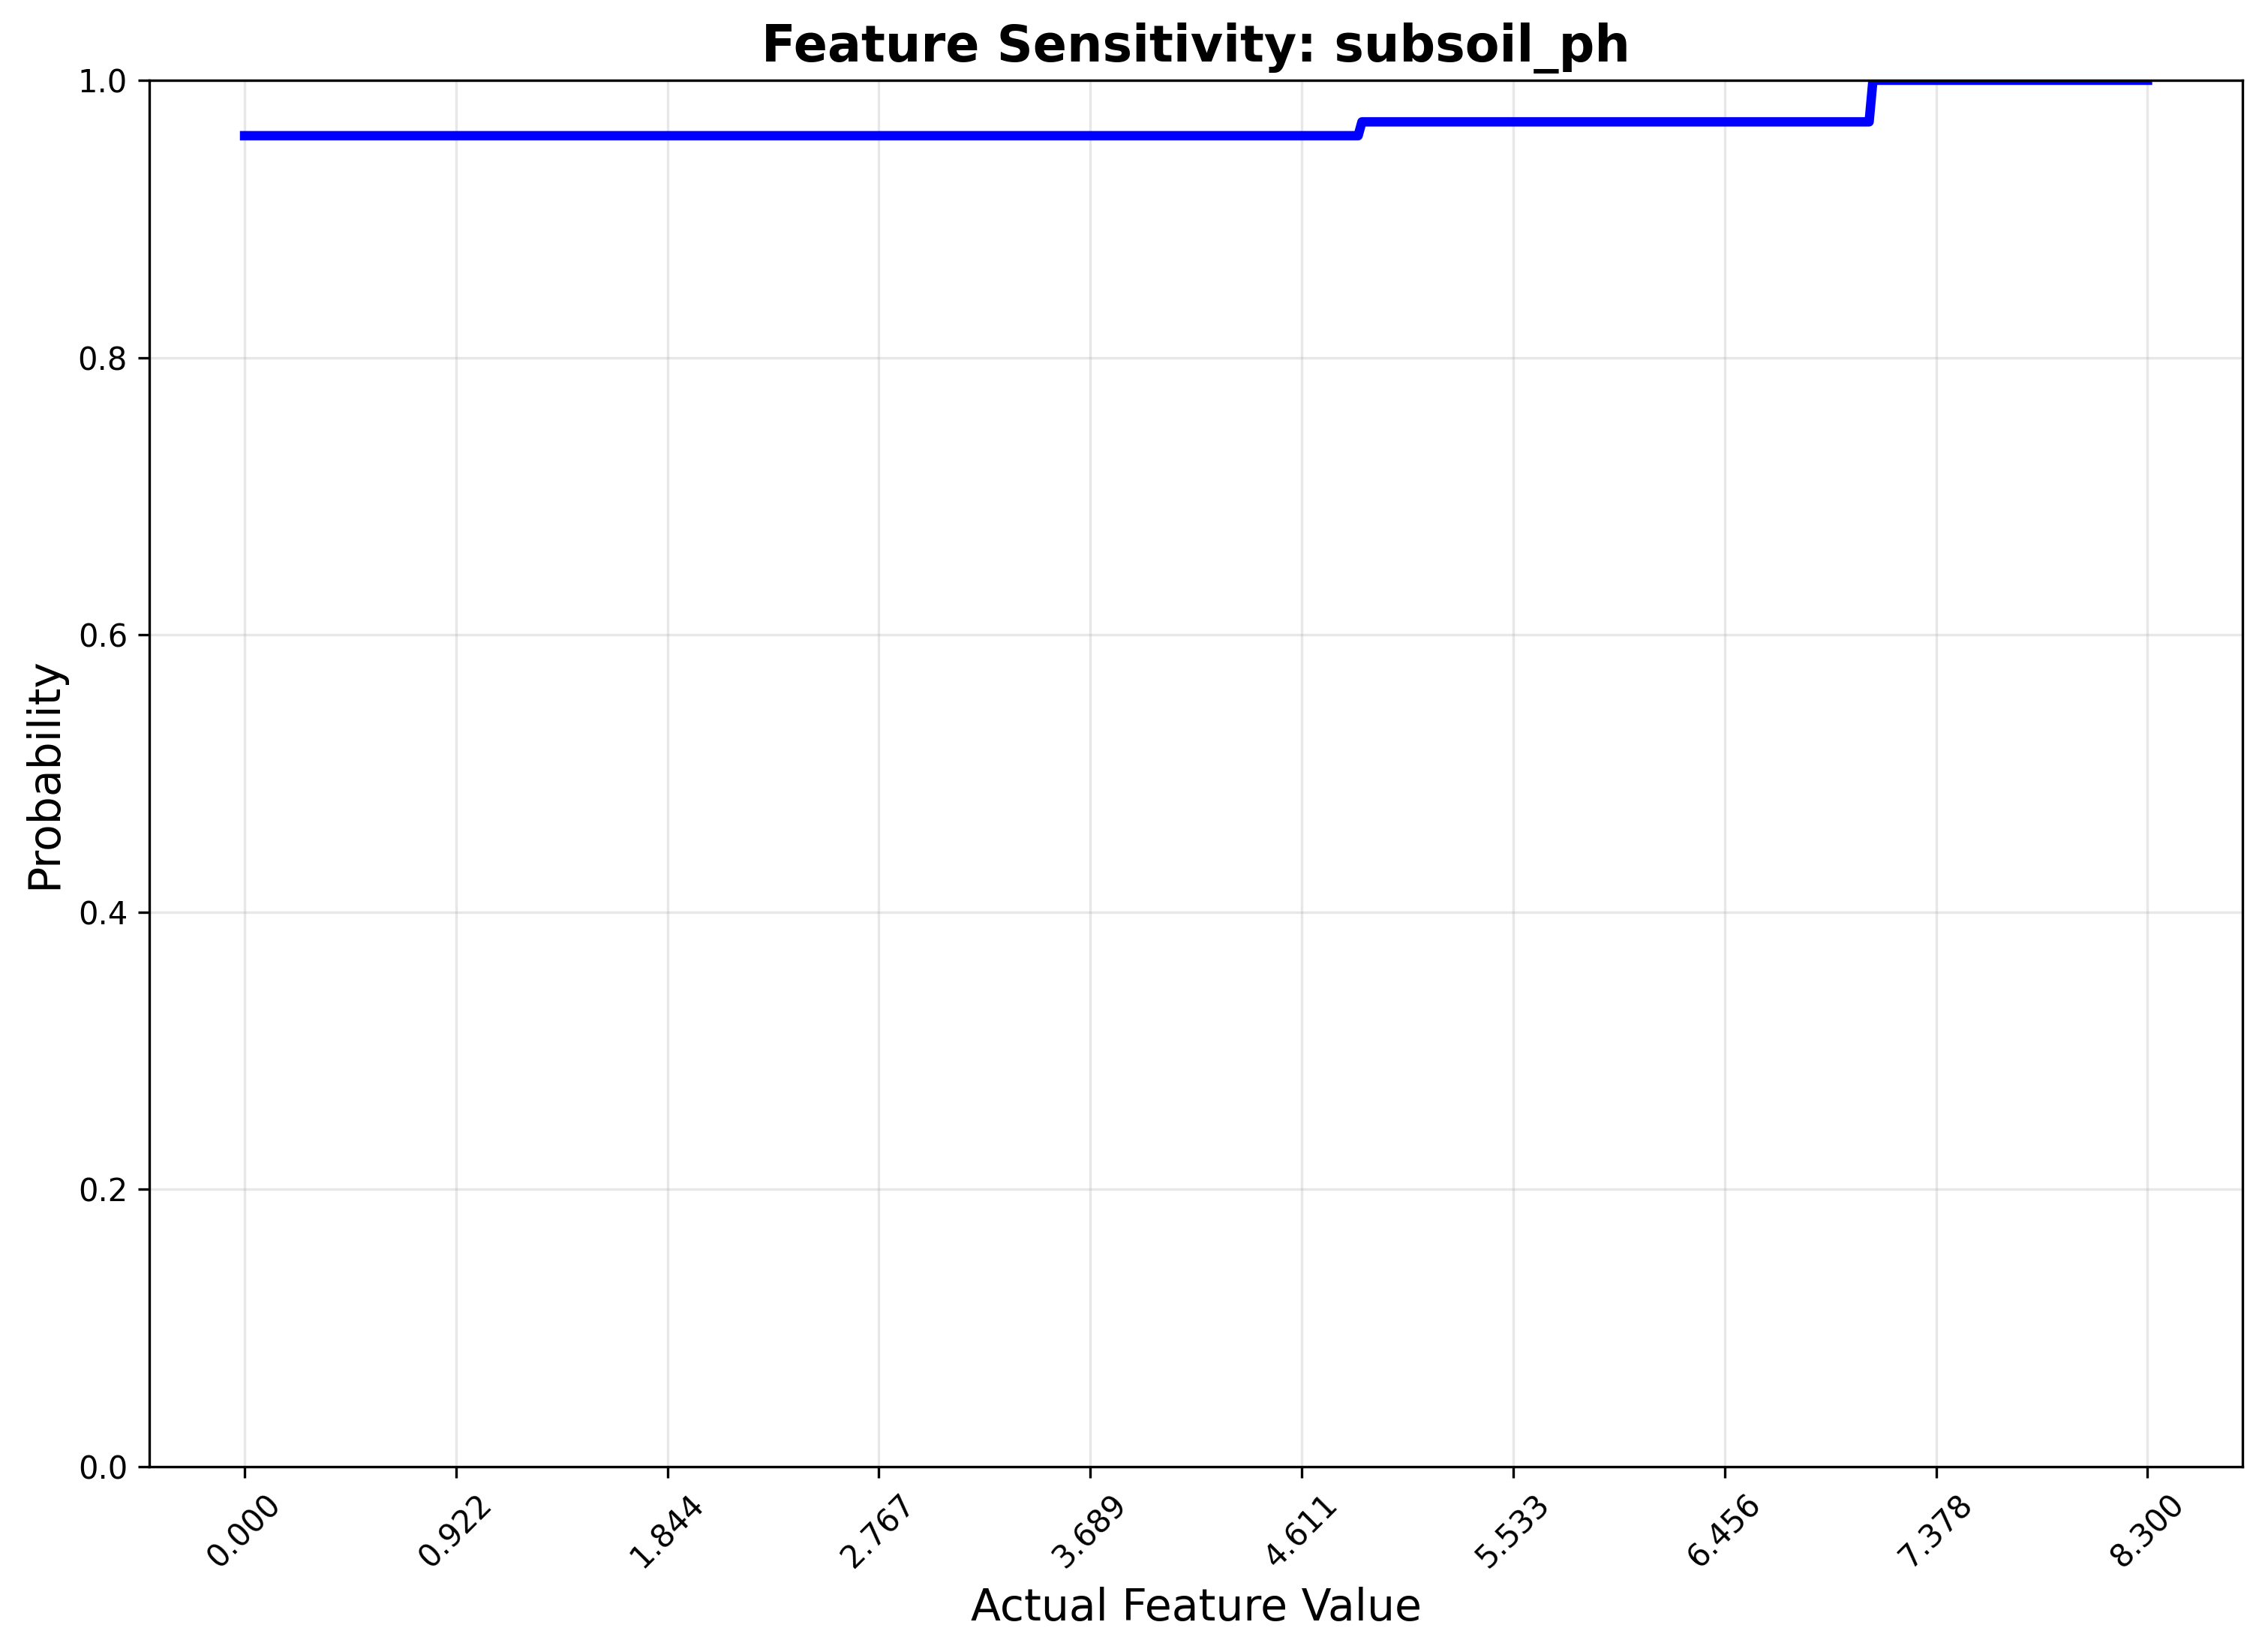 Feature Sensitivity: subsoil_ph
1.0
0.8
0.6
0.4
0.2
0.0
Probability
0.000 0.922 1.844 2.767 3.689 4.611 5.533 6.456 7.378 8.300
Actual Feature Value